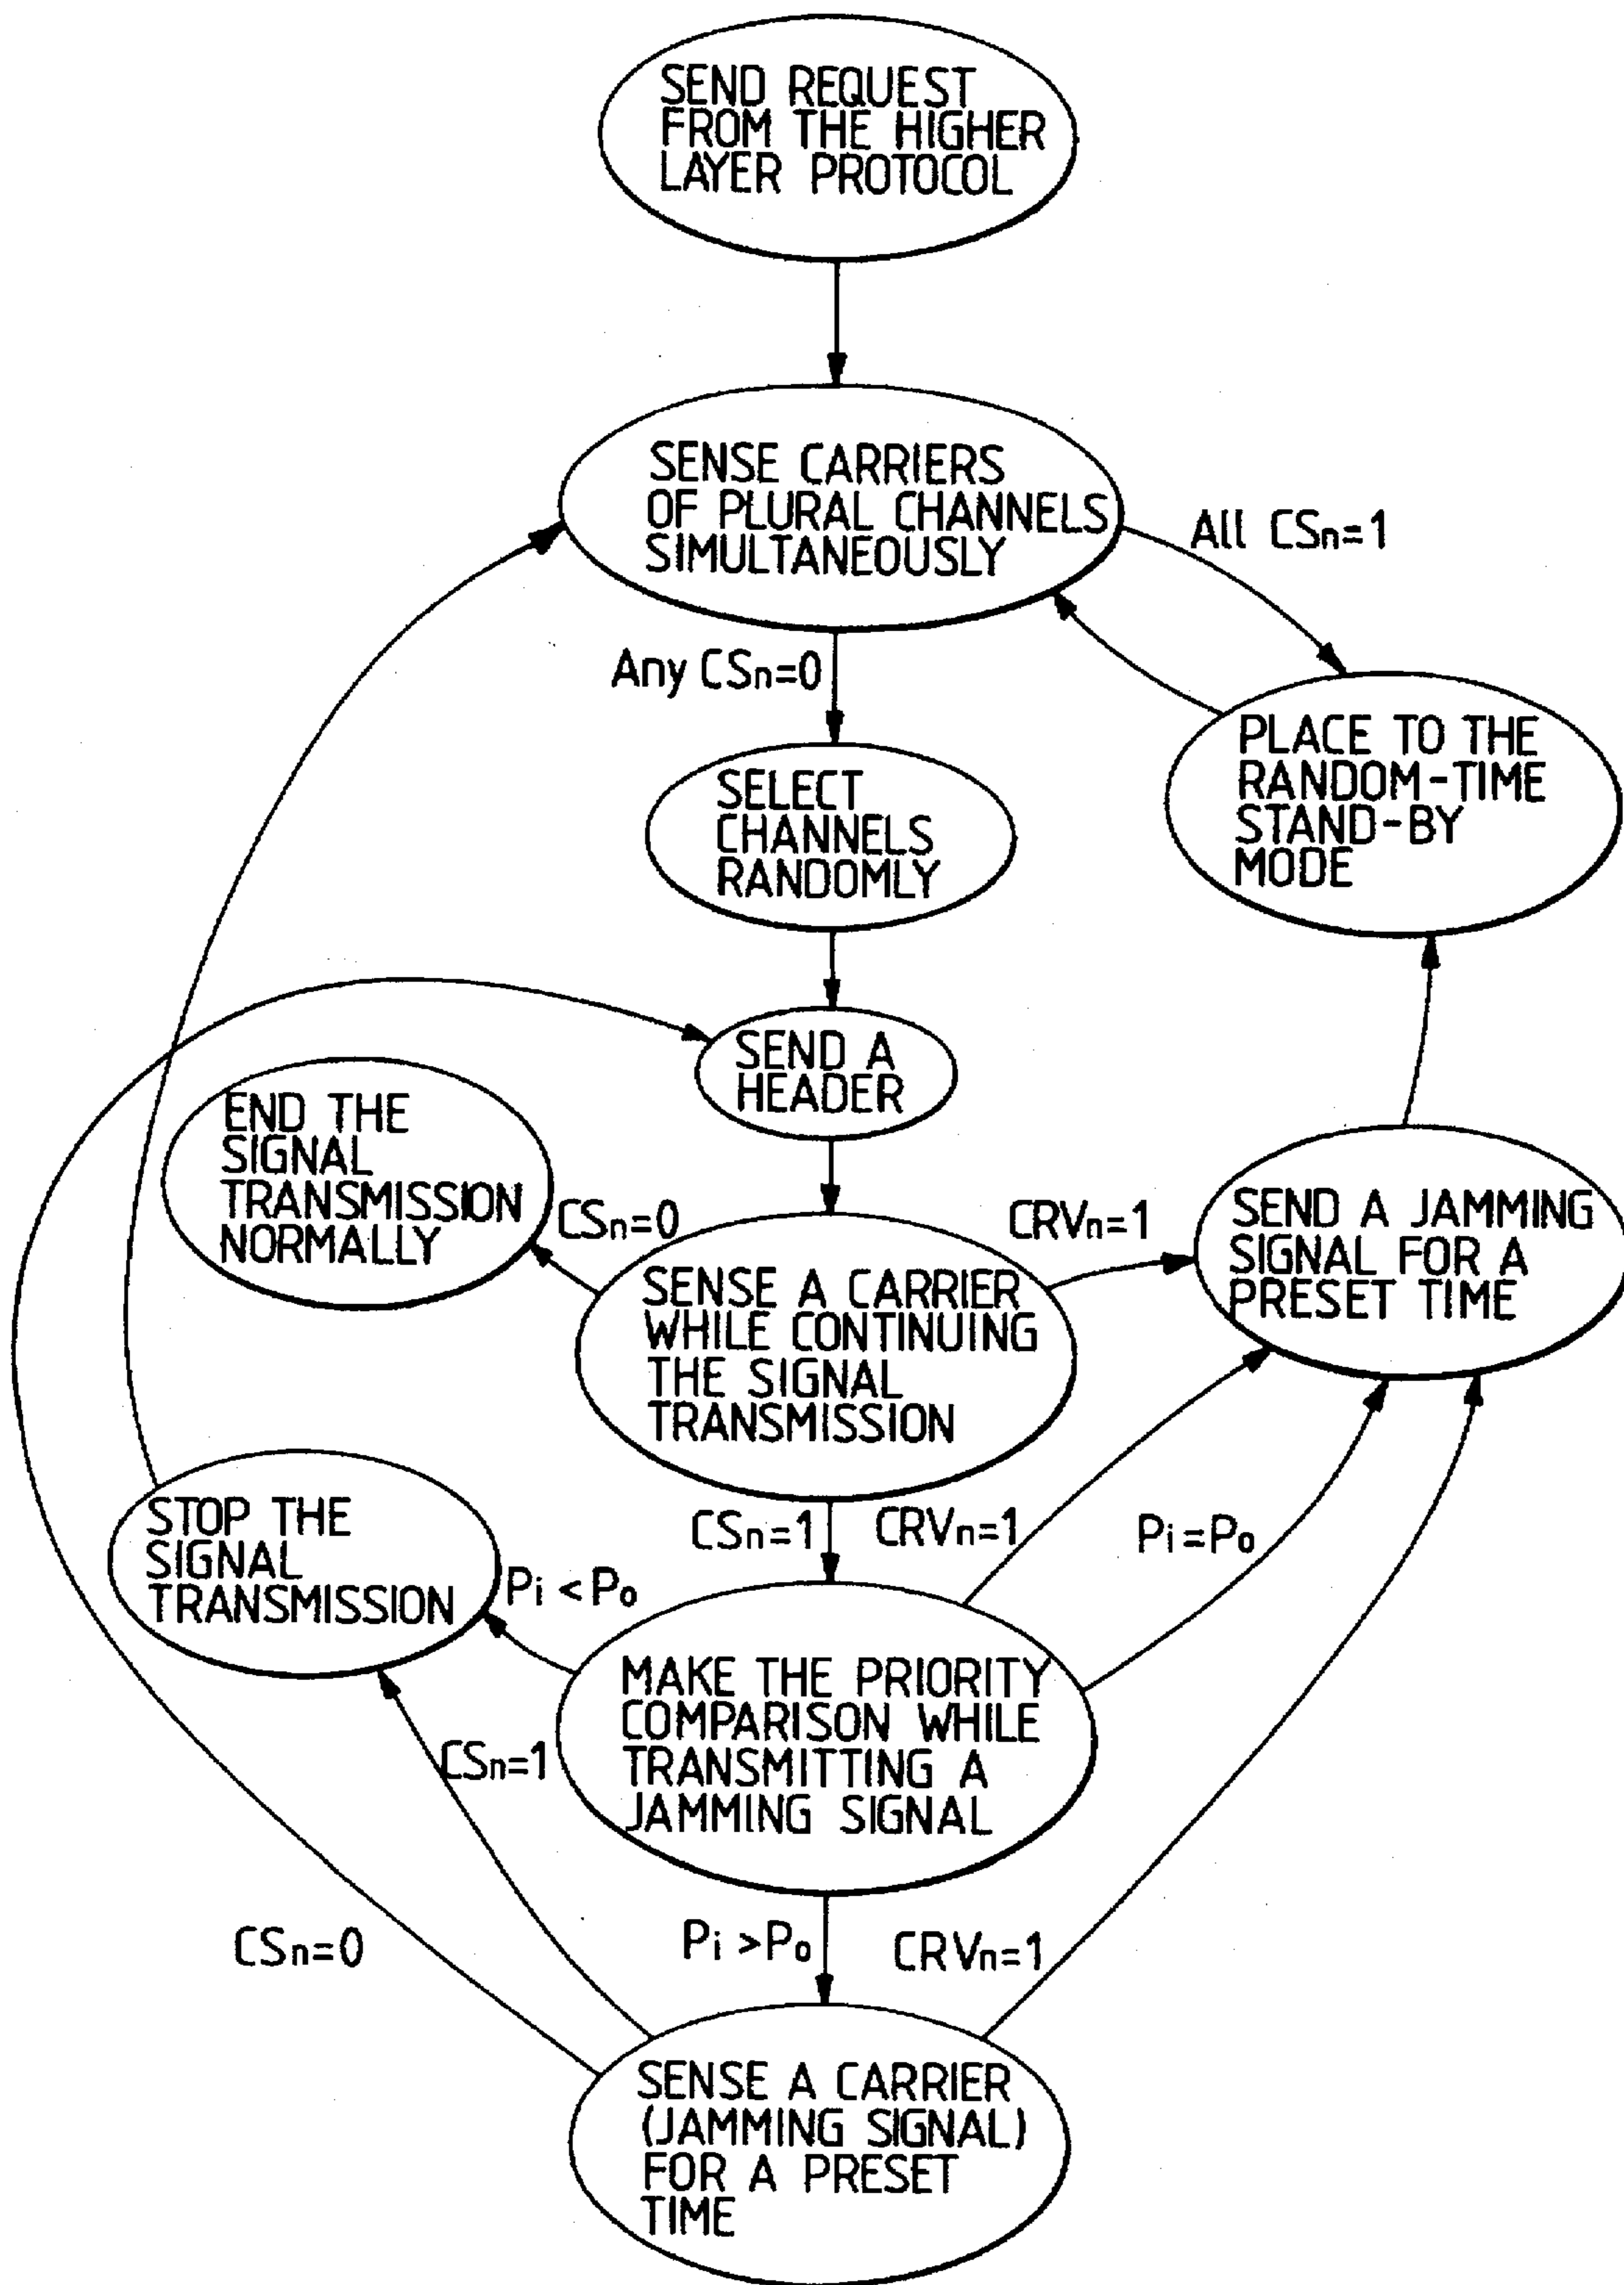 SEND REQUEST
FROM THE HIGHER
LAYER PROTOCOL
SENSE CARRIERS
OF PLURAL CHANNELS
SIMULTANEOUSLY
All CSn=1
Any CSn=0
PLACE TO THE
RANDOM-TIME
STAND-BY
MODE
SELECT
CHANNELS
RANDOMLY
SEND A
HEADER
END THE
SIGNAL
TRANSMISSION
NORMALLY
CSn=0
CRVn=1
SEND A JAMMING
SIGNAL FOR A
PRESET TIME
SENSE A CARRIER
WHILE CONTINUING
THE SIGNAL
TRANSMISSION
STOP THE
SIGNAL
TRANSMISSION
CSn=1
CRVn=1
Pi=Po
Pi<Po
MAKE THE PRIORITY
COMPARISON WHILE
TRANSMITTING A
JAMMING SIGNAL
CSn=1
CSn=0
Pi>Po
CRVn=1
SENSE A CARRIER
(JAMMING SIGNAL)
FOR A PRESET
TIME